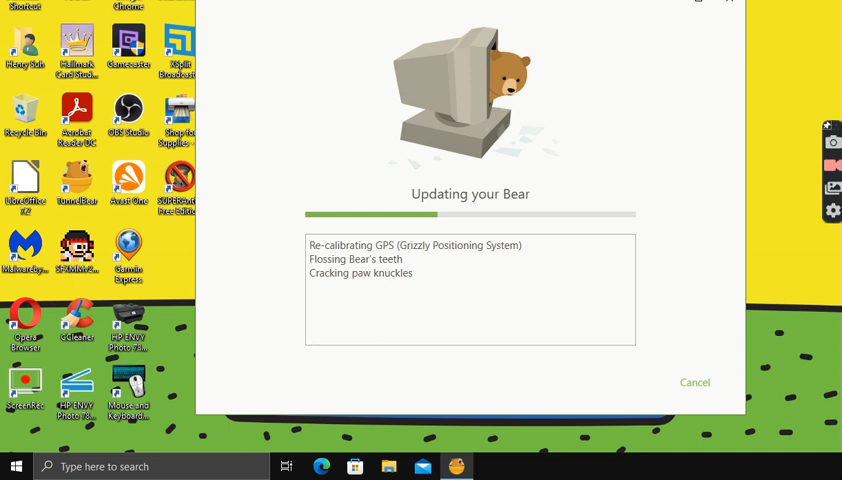 Shortcut
Chrome
Henry Suh
Hallmark
Card Stud...
Gamecaster
XSplit
Broadcast
Recycle Bin
Acrobat
Reader DC
OBS Studio
Shop for
Supplies -
LibreOffice
7.2
TunnelBear
Avast One
SUPERAnti
Free Edition
Malwareby...
SFXMMv2...
Garmin
Express
Opera
Browser
CCleaner
HP ENVY
Photo 78...
ScreenRec
HP ENVY
Photo 78...
Mouse and
Keyboard...
Updating your Bear
Re-calibrating GPS (Grizzly Positioning System)
Flossing Bear's teeth
Cracking paw knuckles
Cancel
Type here to search